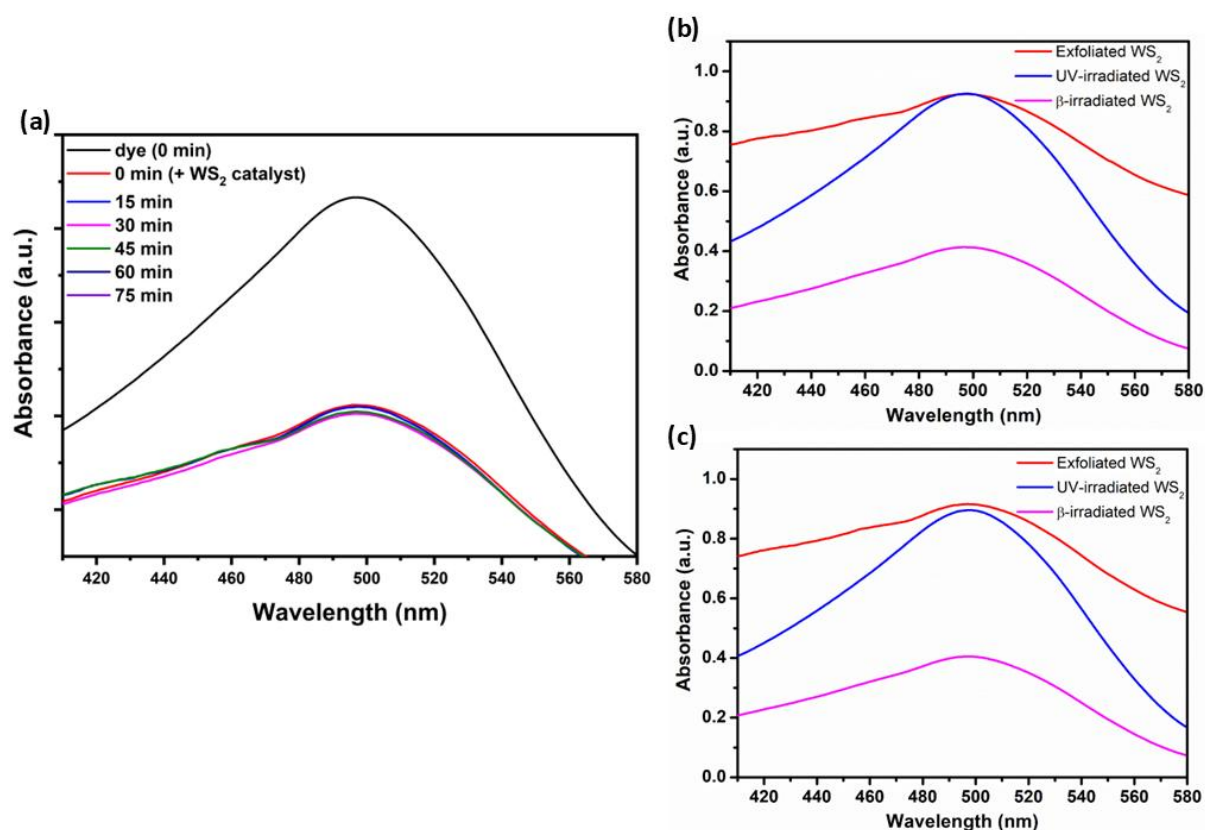 (a)
dye (0 min)
0 min (+ WS₂ catalyst)
15 min
30 min
45 min
60 min
75 min
Absorbance (a.u.)
420 440 460 480 500 520 540 560 580
Wavelength (nm)
(b)
Exfoliated WS₂
UV-irradiated WS₂
β-irradiated WS₂
1.0
0.8
0.6
0.4
0.2
0.0
Absorbance (a.u.)
420 440 460 480 500 520 540 560 580
Wavelength (nm)
(c)
Exfoliated WS₂
UV-irradiated WS₂
β-irradiated WS₂
1.0
0.8
0.6
0.4
0.2
0.0
Absorbance (a.u.)
420 440 460 480 500 520 540 560 580
Wavelength (nm)